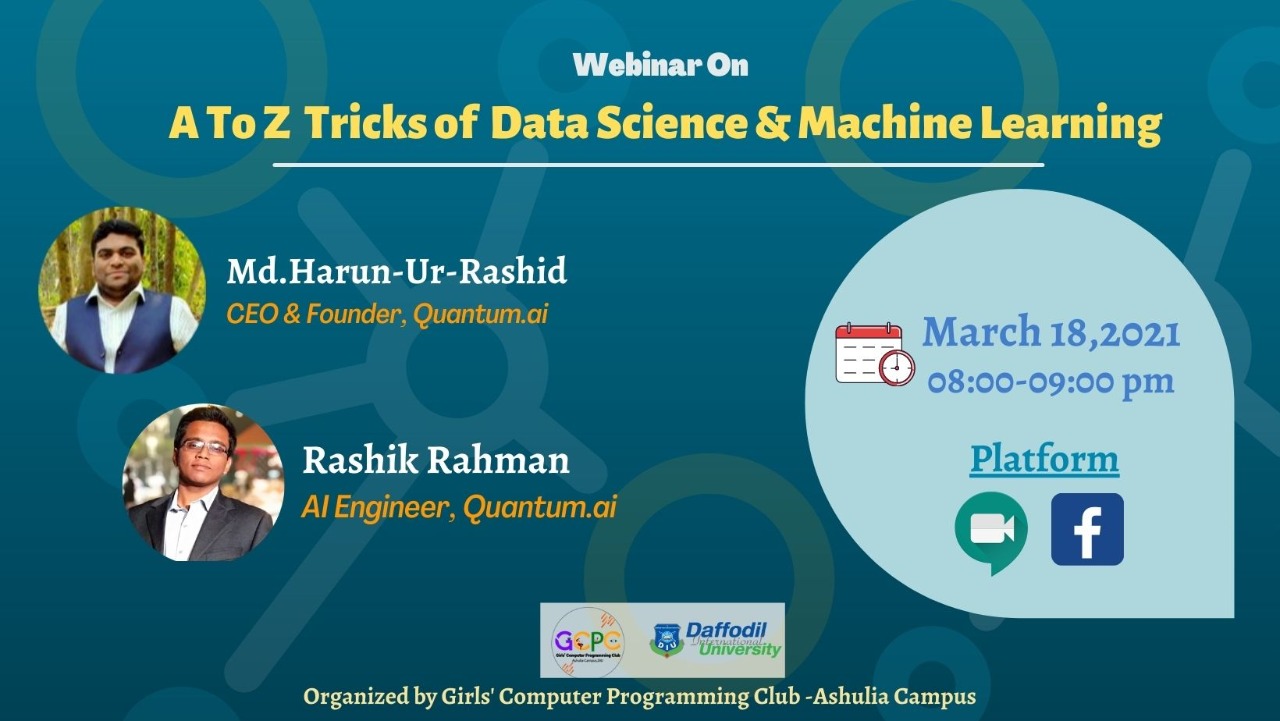 Webinar On
A To Z Tricks of Data Science & Machine Learning
Md.Harun-Ur-Rashid
CEO & Founder, Quantum.ai
Rashik Rahman
AI Engineer, Quantum.ai
March 18,2021
08:00-09:00 pm
Platform
GCPC
Girls' Computer Programming Club
Ashulia Campus,DIU
DIU
Daffodil
International
University
Organized by Girls' Computer Programming Club -Ashulia Campus